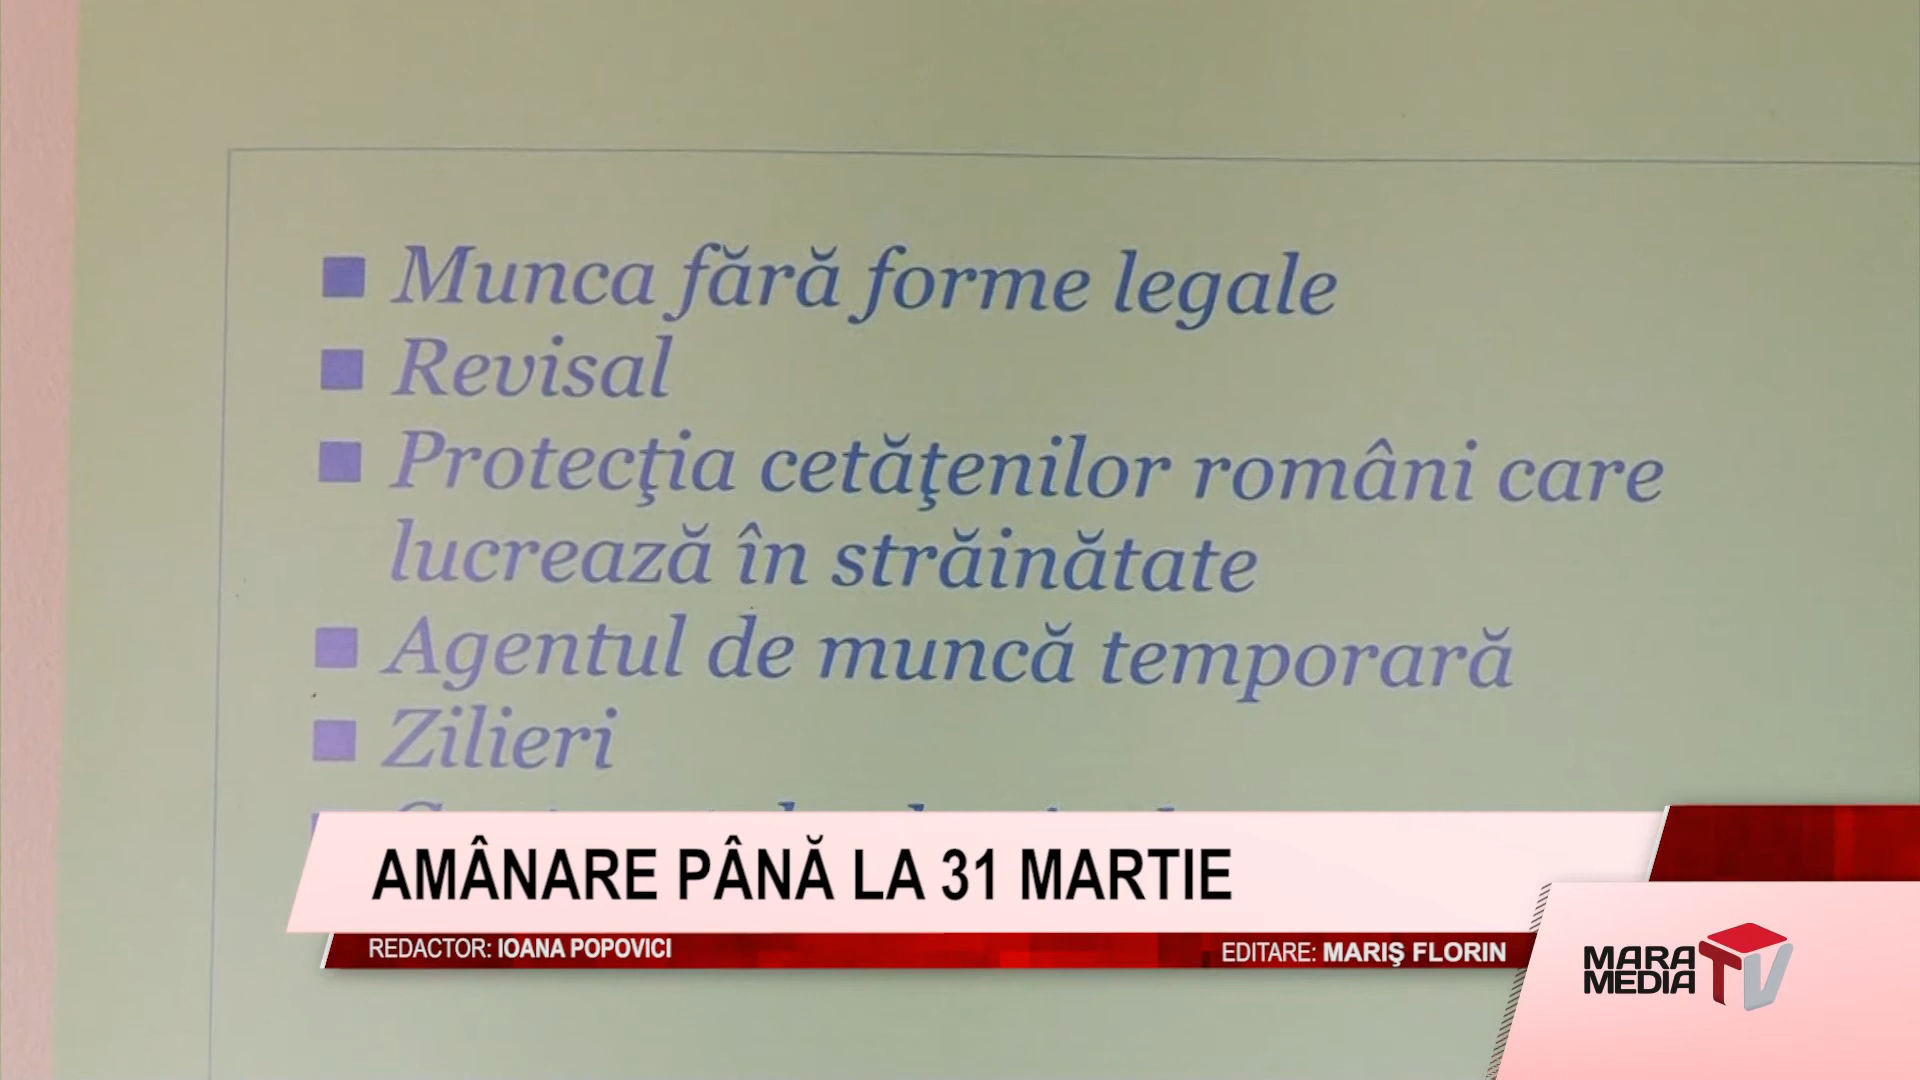 Munca fără forme legale
Revisal
Protecţia cetăţenilor români care
lucrează în străinătate
Agentul de muncă temporară
Zilieri
AMÂNARE PÂNĂ LA 31 MARTIE
REDACTOR: IOANA POPOVICI
EDITARE: MARIŞ FLORIN
MARA
MEDIA
TV